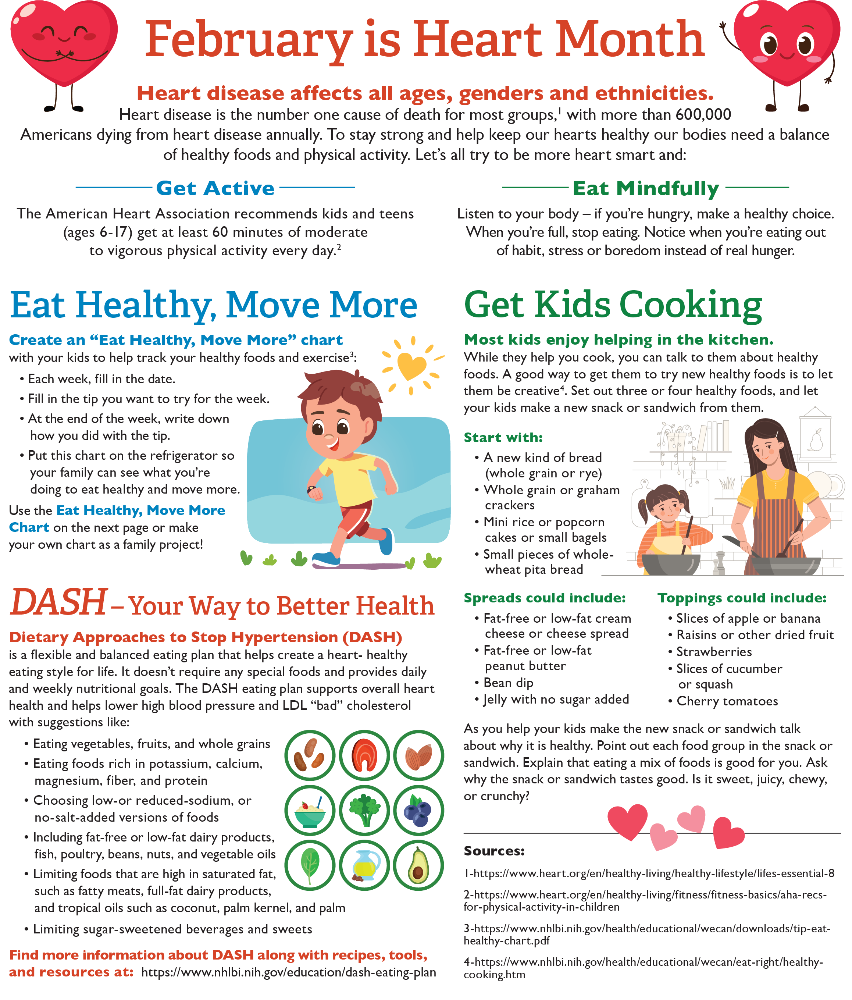 February is Heart Month
Heart disease affects all ages, genders and ethnicities.
Heart disease is the number one cause of death for most groups,1 with more than 600,000
Americans dying from heart disease annually. To stay strong and help keep our hearts healthy our bodies need a balance
of healthy foods and physical activity. Let's all try to be more heart smart and:
Get Active
The American Heart Association recommends kids and teens
(ages 6-17) get at least 60 minutes of moderate
to vigorous physical activity every day.2
Eat Mindfully
Listen to your body – if you're hungry, make a healthy choice.
When you're full, stop eating. Notice when you're eating out
of habit, stress or boredom instead of real hunger.
Eat Healthy, Move More
Create an “Eat Healthy, Move More” chart
with your kids to help track your healthy foods and exercise3:
• Each week, fill in the date.
• Fill in the tip you want to try for the week.
• At the end of the week, write down
how you did with the tip.
• Put this chart on the refrigerator so
your family can see what you're
doing to eat healthy and move more.
Use the Eat Healthy, Move More
Chart on the next page or make
your own chart as a family project!
DASH – Your Way to Better Health
Dietary Approaches to Stop Hypertension (DASH)
is a flexible and balanced eating plan that helps create a heart- healthy
eating style for life. It doesn't require any special foods and provides daily
and weekly nutritional goals. The DASH eating plan supports overall heart
health and helps lower high blood pressure and LDL “bad” cholesterol
with suggestions like:
• Eating vegetables, fruits, and whole grains
• Eating foods rich in potassium, calcium,
magnesium, fiber, and protein
• Choosing low-or reduced-sodium, or
no-salt-added versions of foods
• Including fat-free or low-fat dairy products,
fish, poultry, beans, nuts, and vegetable oils
• Limiting foods that are high in saturated fat,
such as fatty meats, full-fat dairy products,
and tropical oils such as coconut, palm kernel, and palm
• Limiting sugar-sweetened beverages and sweets
Find more information about DASH along with recipes, tools,
and resources at: https://www.nhlbi.nih.gov/education/dash-eating-plan
Get Kids Cooking
Most kids enjoy helping in the kitchen.
While they help you cook, you can talk to them about healthy
foods. A good way to get them to try new healthy foods is to let
them be creative4. Set out three or four healthy foods, and let
your kids make a new snack or sandwich from them.
Start with:
• A new kind of bread
(whole grain or rye)
• Whole grain or graham
crackers
• Mini rice or popcorn
cakes or small bagels
• Small pieces of whole-
wheat pita bread
Spreads could include:
• Fat-free or low-fat cream
cheese or cheese spread
• Fat-free or low-fat
peanut butter
• Bean dip
• Jelly with no sugar added
Toppings could include:
• Slices of apple or banana
• Raisins or other dried fruit
• Strawberries
• Slices of cucumber
or squash
• Cherry tomatoes
As you help your kids make the new snack or sandwich talk
about why it is healthy. Point out each food group in the snack or
sandwich. Explain that eating a mix of foods is good for you. Ask
why the snack or sandwich tastes good. Is it sweet, juicy, chewy,
or crunchy?
Sources:
1-https://www.heart.org/en/healthy-living/healthy-lifestyle/lifes-essential-8
2-https://www.heart.org/en/healthy-living/fitness/fitness-basics/aha-recs-
for-physical-activity-in-children
3-https://www.nhlbi.nih.gov/health/educational/wecan/downloads/tip-eat-
healthy-chart.pdf
4-https://www.nhlbi.nih.gov/health/educational/wecan/eat-right/healthy-
cooking.htm